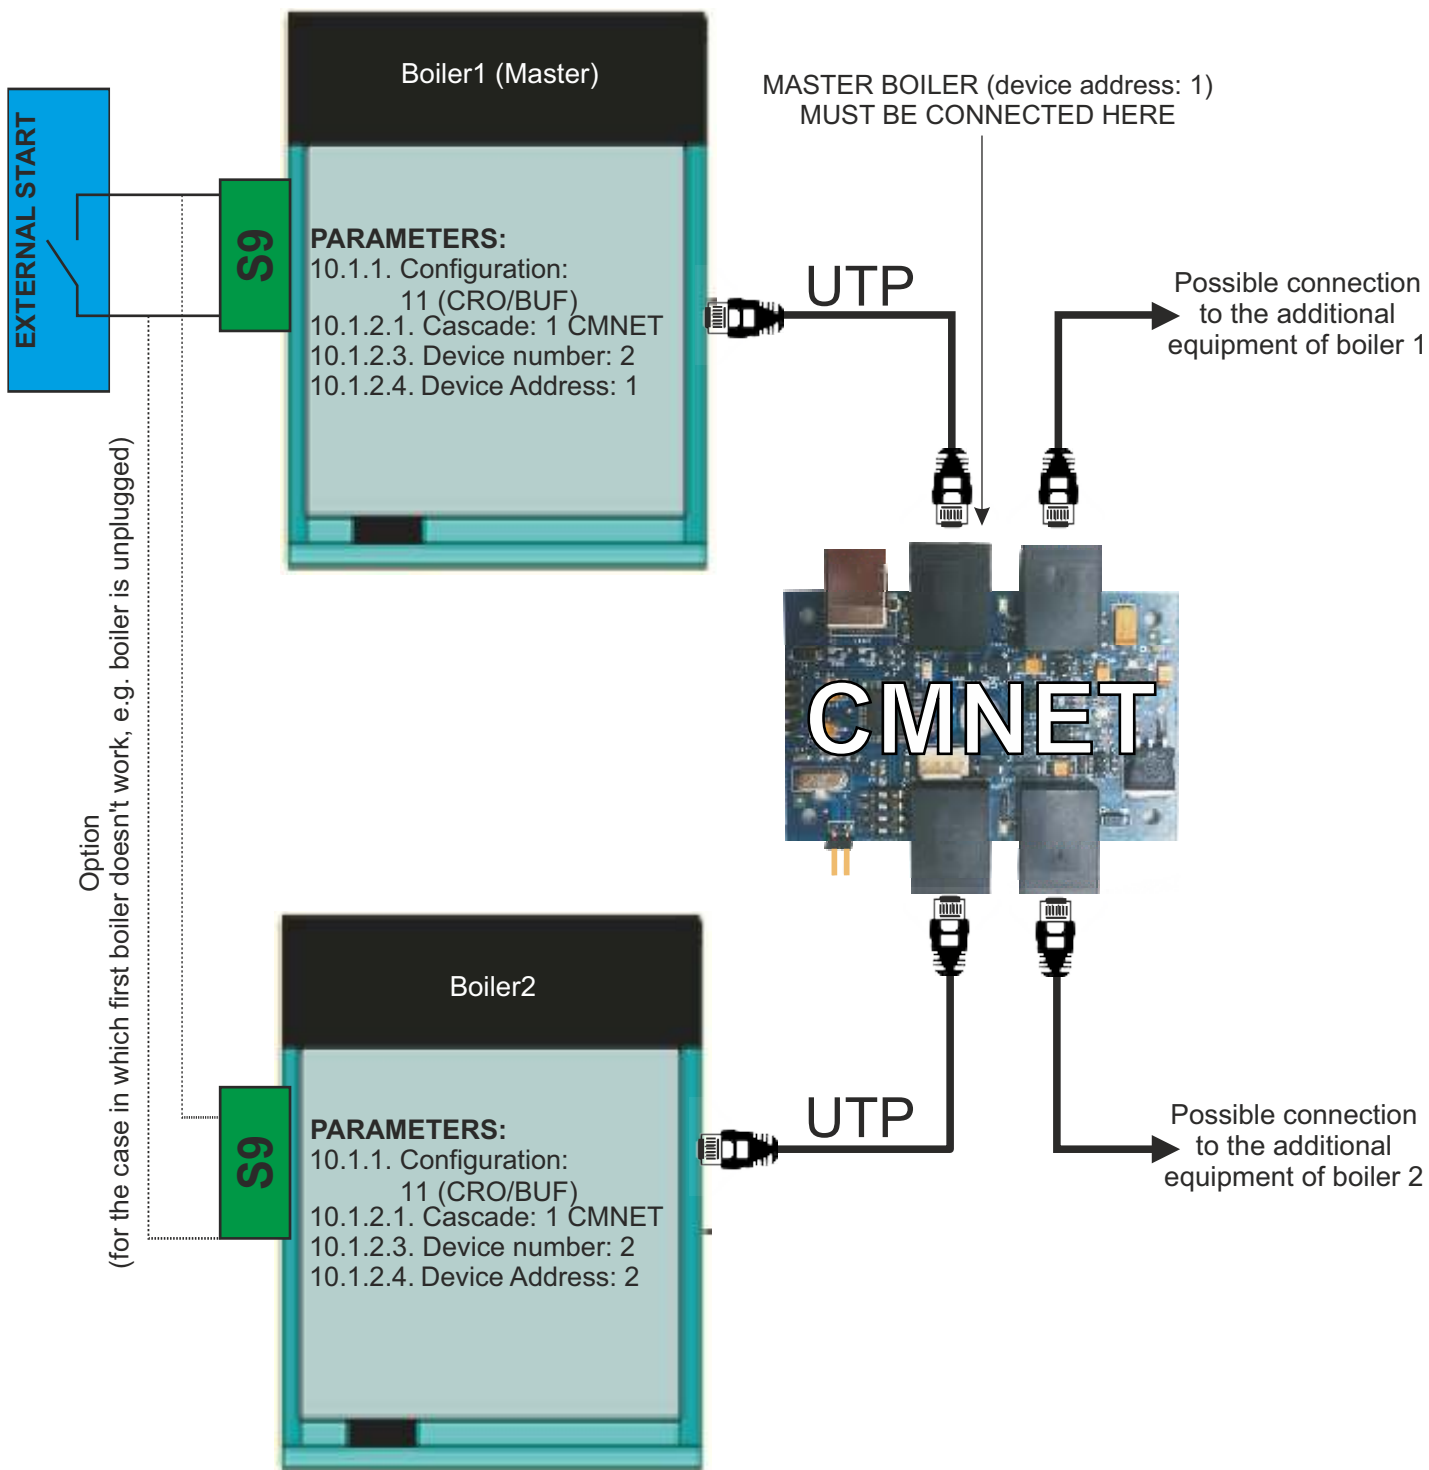 Boiler1 (Master)
MASTER BOILER (device address: 1)
MUST BE CONNECTED HERE
EXTERNAL START
S9
PARAMETERS:
10.1.1. Configuration:
11 (CRO/BUF)
10.1.2.1. Cascade: 1 CMNET
10.1.2.3. Device number: 2
10.1.2.4. Device Address: 1
UTP
Possible connection
to the additional
equipment of boiler 1
CMNET
Option
(for the case in which first boiler doesn't work, e.g. boiler is unplugged)
Boiler2
S9
PARAMETERS:
10.1.1. Configuration:
11 (CRO/BUF)
10.1.2.1. Cascade: 1 CMNET
10.1.2.3. Device number: 2
10.1.2.4. Device Address: 2
UTP
Possible connection
to the additional
equipment of boiler 2